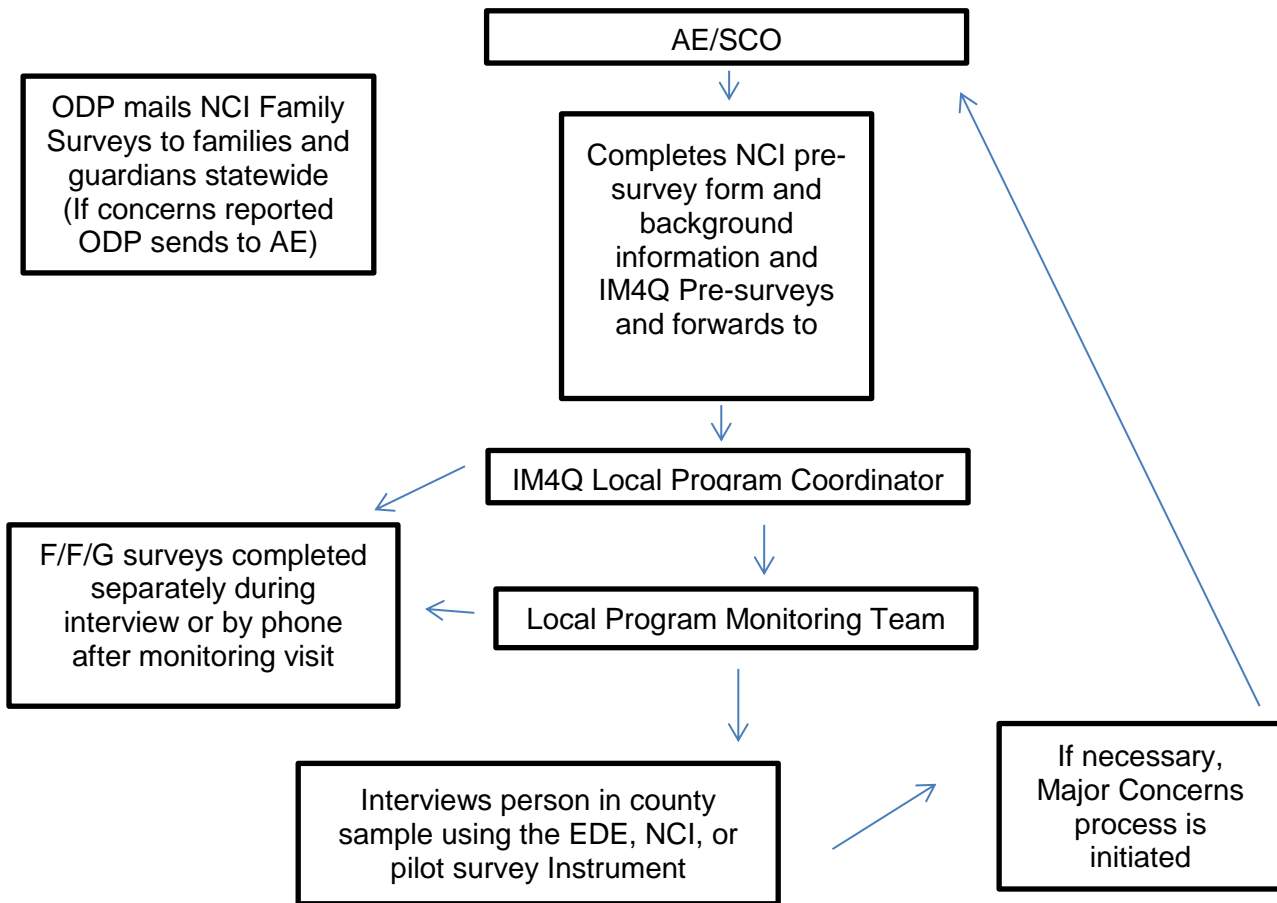 AE/SCO
ODP mails NCI Family
Surveys to families and
guardians statewide
(If concerns reported
ODP sends to AE)
Completes NCI pre-
survey form and
background
information and
IM4Q Pre-surveys
and forwards to
IM4Q Local Program Coordinator
F/F/G surveys completed
separately during
interview or by phone
after monitoring visit
Local Program Monitoring Team
Interviews person in county
sample using the EDE, NCI, or
pilot survey Instrument
If necessary,
Major Concerns
process is
initiated